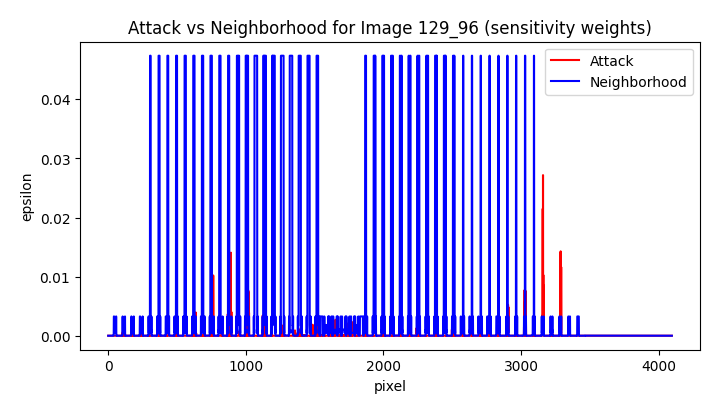 Attack vs Neighborhood for Image 129_96 (sensitivity weights)
Attack
Neighborhood
epsilon
0.04
0.03
0.02
0.01
0.00
0
1000
2000
3000
4000
pixel